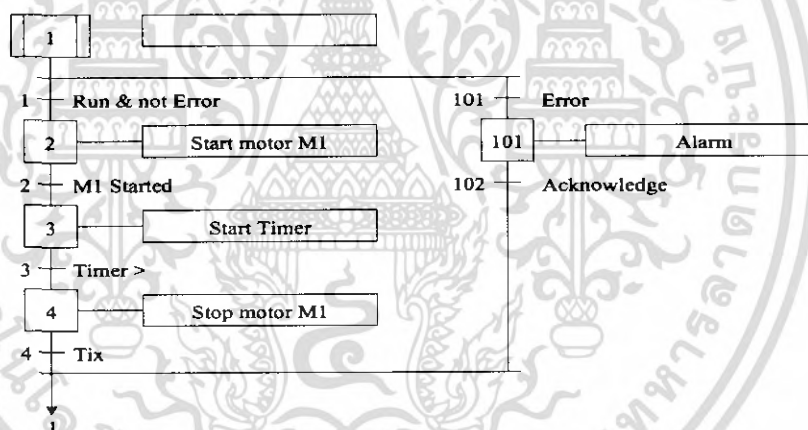 1
1 Run & not Error 101 Error
2 Start motor M1 101 Alarm
2 M1 Started 102 Acknowledge
3 Start Timer
3 Timer >
4 Stop motor M1
4 Tix
1